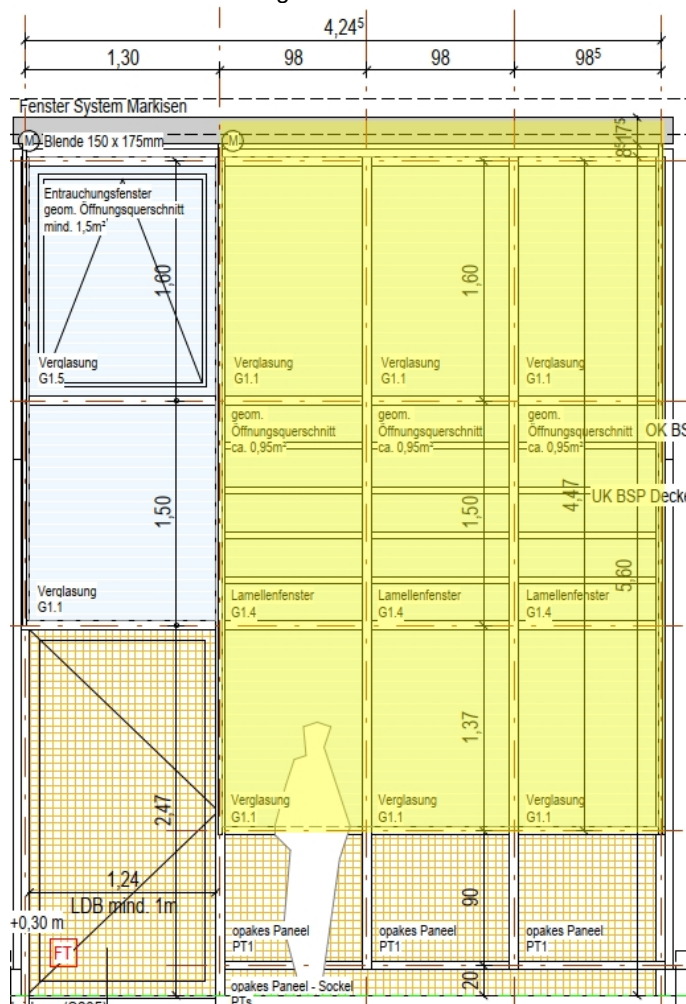 4,24⁵
1,30
98
98
98⁵
Fenster System Markisen
M
Blende 150 x 175mm
M
17⁵
8⁵
Entrauchungsfenster
geom. Öffnungsquerschnitt
mind. 1,5m²
1,60
1,60
Verglasung
G1.5
Verglasung
G1.1
Verglasung
G1.1
Verglasung
G1.1
geom.
Öffnungsquerschnitt
ca. 0,95m²
geom.
Öffnungsquerschnitt
ca. 0,95m²
geom.
Öffnungsquerschnitt
ca. 0,95m²
OK BS
UK BSP Decke
1,50
1,50
4,47
5,60
Verglasung
G1.1
Lamellenfenster
G1.4
Lamellenfenster
G1.4
Lamellenfenster
G1.4
1,37
2,47
Verglasung
G1.1
Verglasung
G1.1
Verglasung
G1.1
1,24
LDB mind. 1m
90
+0,30 m
FT
opakes Paneel
PT1
opakes Paneel
PT1
opakes Paneel
PT1
20
opakes Paneel - Sockel
PTs